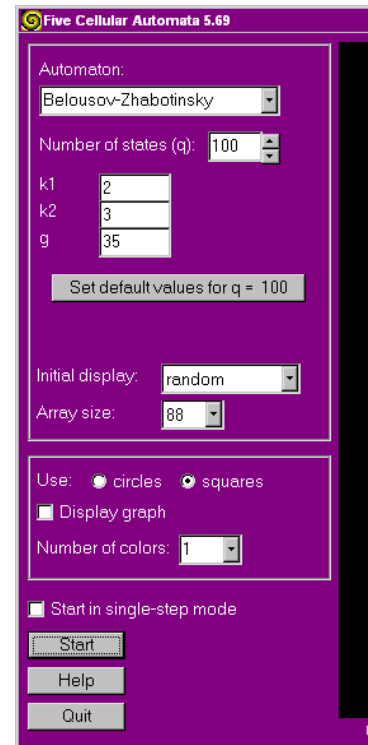 Five Cellular Automata 5.69
Automaton:
Belousov-Zhabotinsky
Number of states (q): 100
k1 2
k2 3
g 35
Set default values for q = 100
Initial display: random
Array size: 88
Use: circles squares
Display graph
Number of colors: 1
Start in single-step mode
Start
Help
Quit